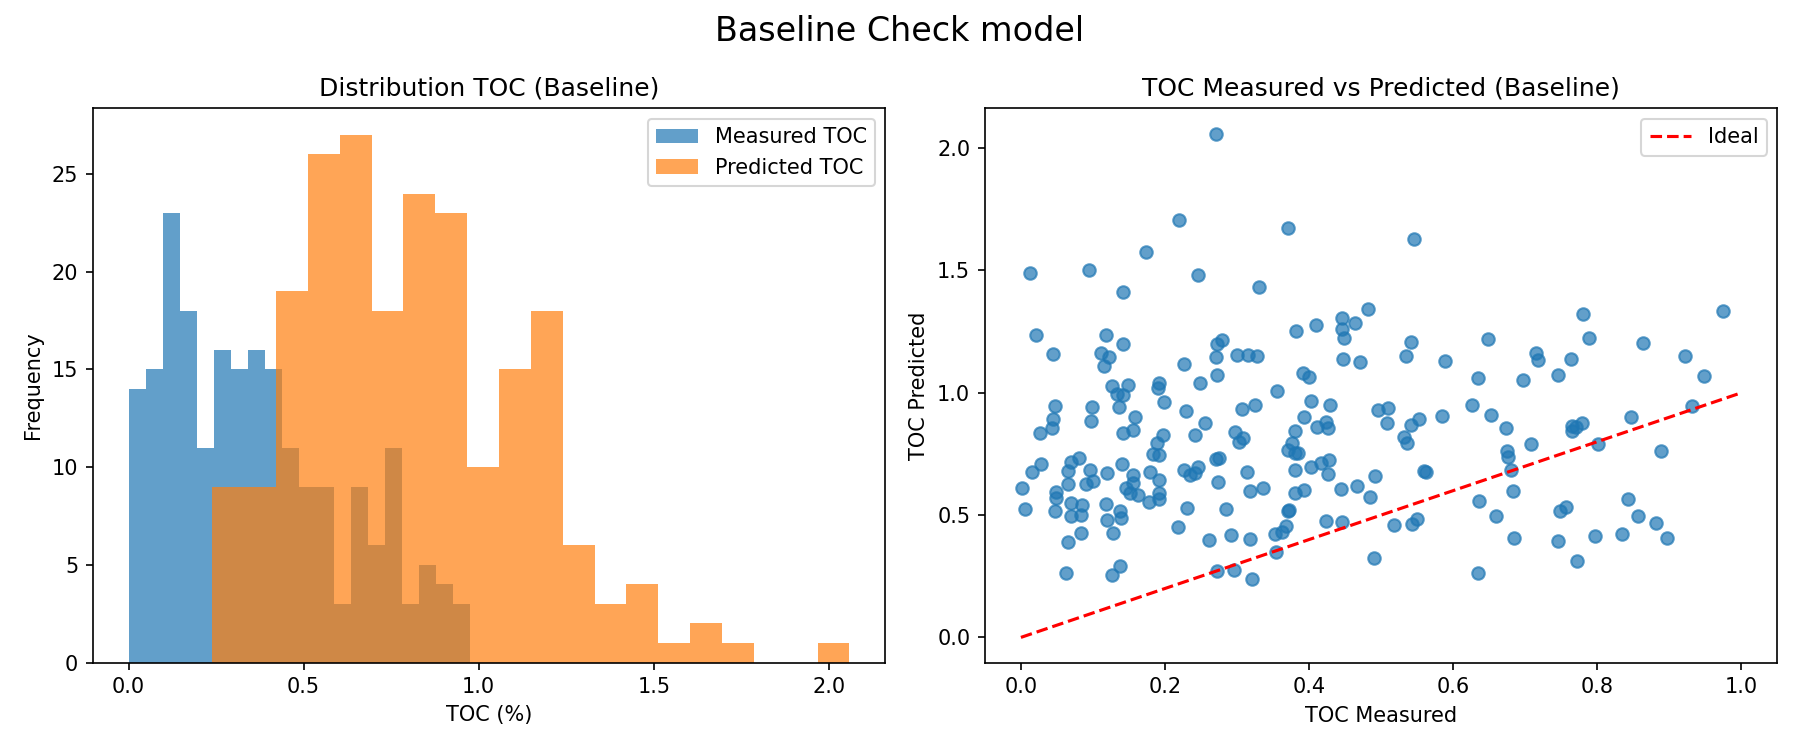 Baseline Check model
Distribution TOC (Baseline)
Measured TOC
Predicted TOC
Frequency
25
20
15
10
5
0
0.0 0.5 1.0 1.5 2.0
TOC (%)
TOC Measured vs Predicted (Baseline)
Ideal
TOC Predicted
2.0
1.5
1.0
0.5
0.0
0.0 0.2 0.4 0.6 0.8 1.0
TOC Measured